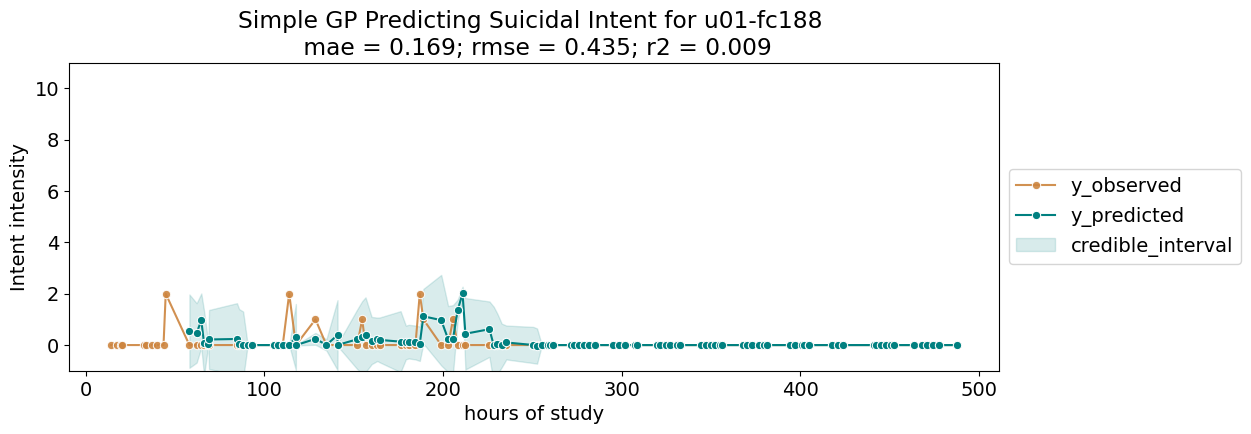 Simple GP Predicting Suicidal Intent for u01-fc188
mae = 0.169; rmse = 0.435; r2 = 0.009
Intent intensity
10
8
6
4
2
0
0 100 200 300 400 500
hours of study
y_observed
y_predicted
credible_interval